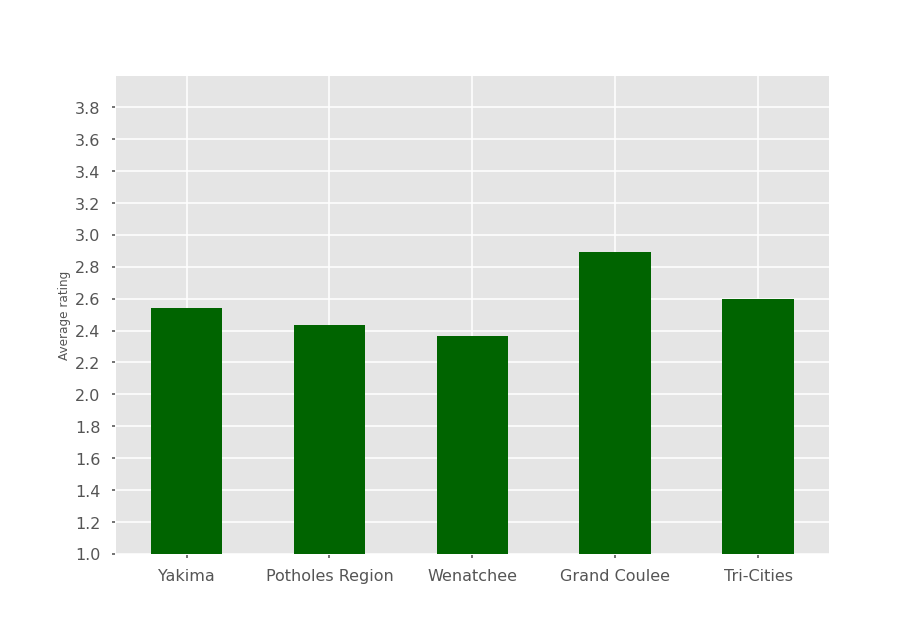 3.8
3.6
3.4
3.2
3.0
2.8
2.6
2.4
2.2
2.0
1.8
1.6
1.4
1.2
1.0
Average rating
Yakima
Potholes Region
Wenatchee
Grand Coulee
Tri-Cities